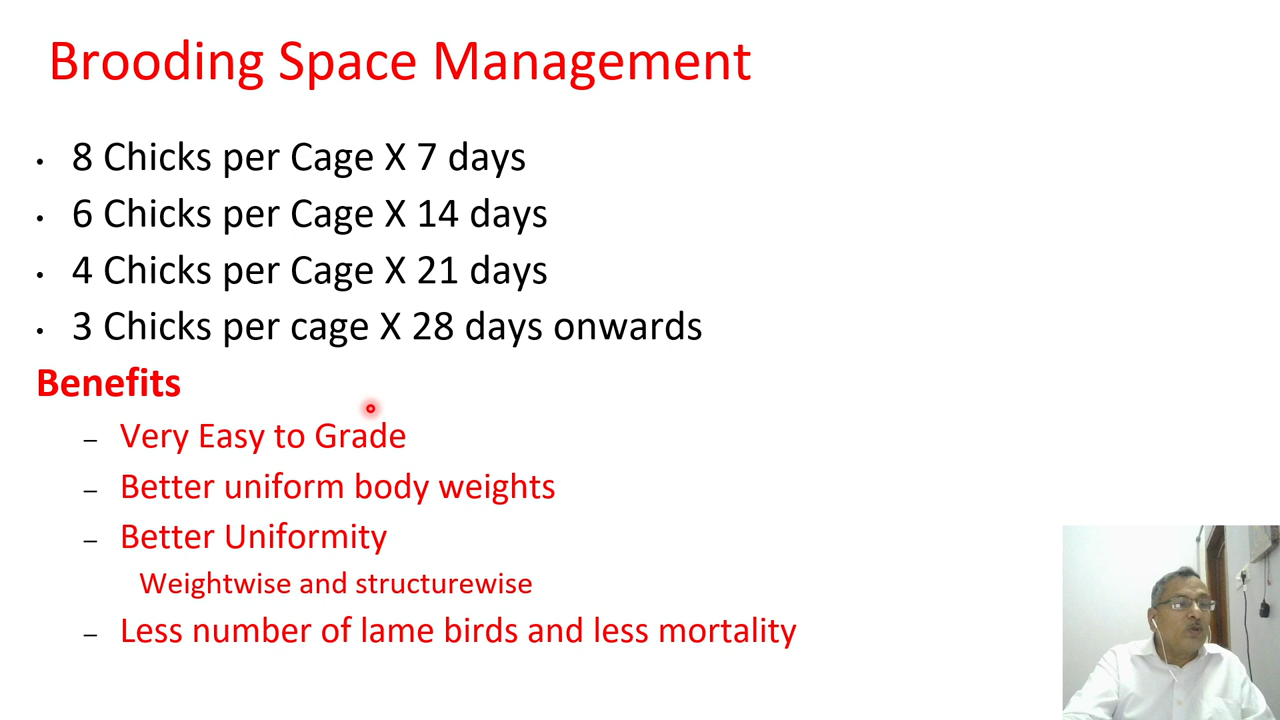 Brooding Space Management
• 8 Chicks per Cage X 7 days
• 6 Chicks per Cage X 14 days
• 4 Chicks per Cage X 21 days
• 3 Chicks per cage X 28 days onwards
Benefits
– Very Easy to Grade
– Better uniform body weights
– Better Uniformity
Weightwise and structurewise
– Less number of lame birds and less mortality